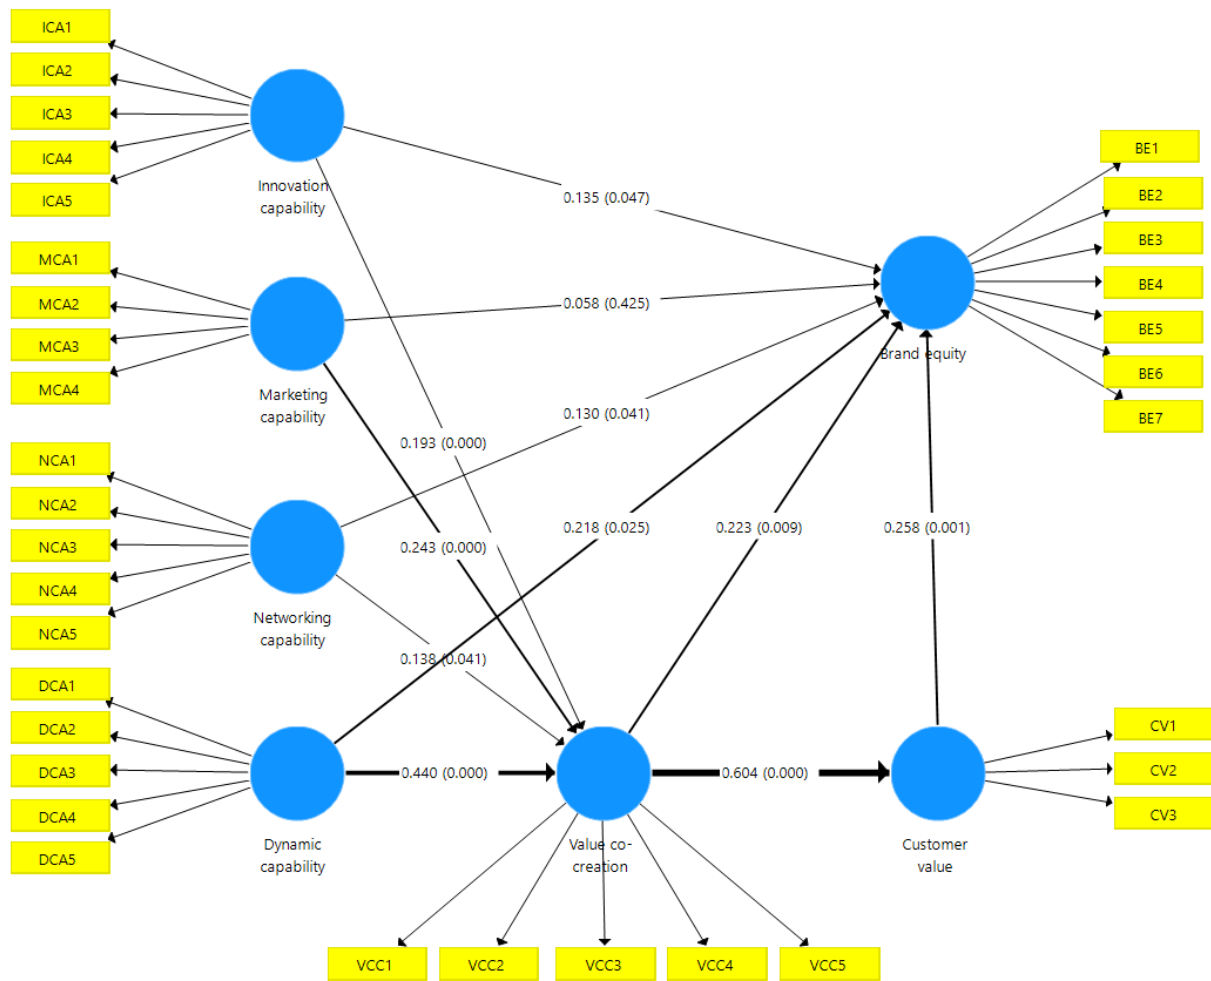 ICA1
ICA2
ICA3
ICA4
ICA5
Innovation
capability
MCA1
MCA2
MCA3
MCA4
Marketing
capability
NCA1
NCA2
NCA3
NCA4
NCA5
Networking
capability
DCA1
DCA2
DCA3
DCA4
DCA5
Dynamic
capability
0.135 (0.047)
0.058 (0.425)
0.130 (0.041)
0.193 (0.000)
0.218 (0.025)
0.223 (0.009)
0.258 (0.001)
0.243 (0.000)
0.138 (0.041)
0.440 (0.000)
0.604 (0.000)
Brand equity
BE1
BE2
BE3
BE4
BE5
BE6
BE7
Value co-
creation
Customer
value
CV1
CV2
CV3
VCC1
VCC2
VCC3
VCC4
VCC5